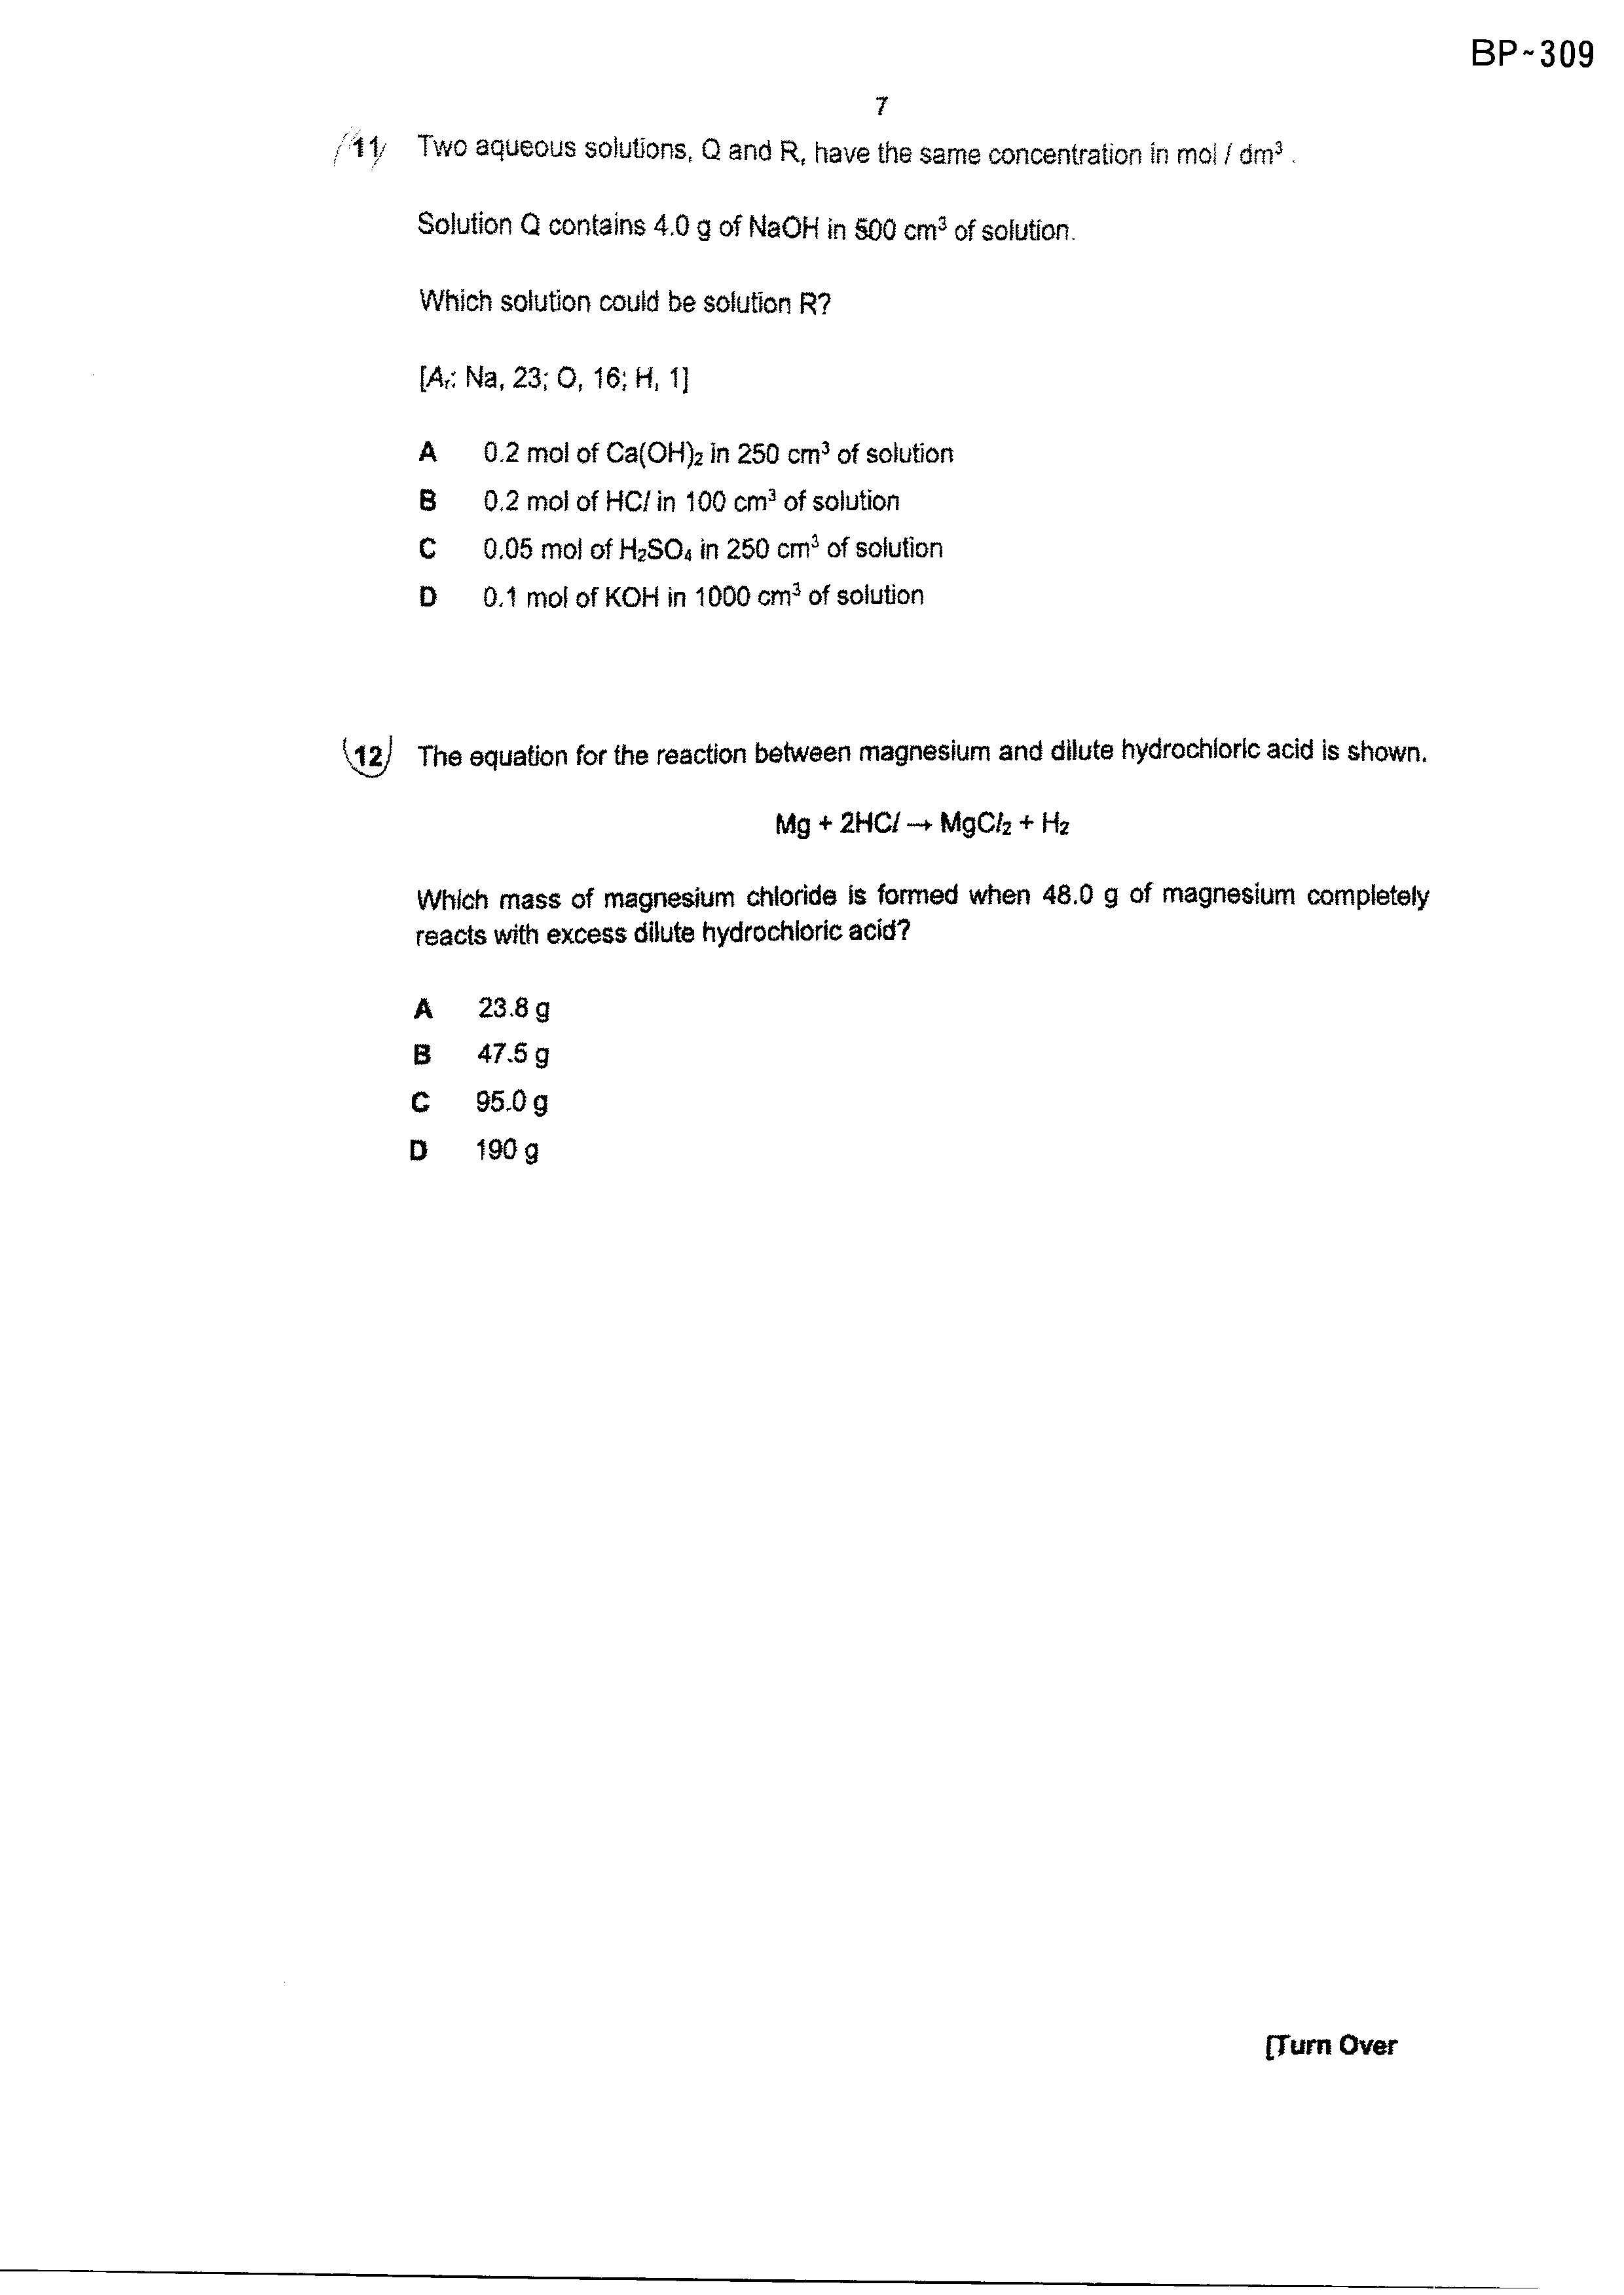 BP~309
7
11 Two aqueous solutions, Q and R, have the same concentration in mol / dm³ .
Solution Q contains 4.0 g of NaOH in 500 cm³ of solution.
Which solution could be solution R?
[Aᵣ: Na, 23; O, 16; H, 1]
A 0.2 mol of Ca(OH)₂ in 250 cm³ of solution
B 0.2 mol of HCl in 100 cm³ of solution
C 0.05 mol of H₂SO₄ in 250 cm³ of solution
D 0.1 mol of KOH in 1000 cm³ of solution
12 The equation for the reaction between magnesium and dilute hydrochloric acid is shown.
Mg + 2HCl → MgCl₂ + H₂
Which mass of magnesium chloride is formed when 48.0 g of magnesium completely
reacts with excess dilute hydrochloric acid?
A 23.8 g
B 47.5 g
C 95.0 g
D 190 g
[Turn Over